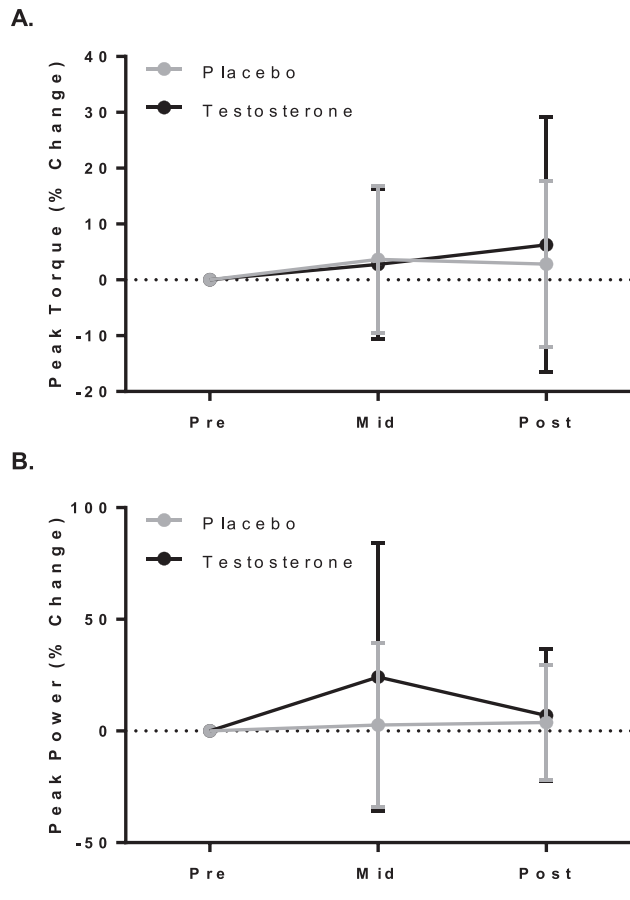 A.
Peak Torque (% Change)
40
30
20
10
0
-10
-20
Placebo
Testosterone
Pre Mid Post
B.
Peak Power (% Change)
100
50
0
-50
Placebo
Testosterone
Pre Mid Post